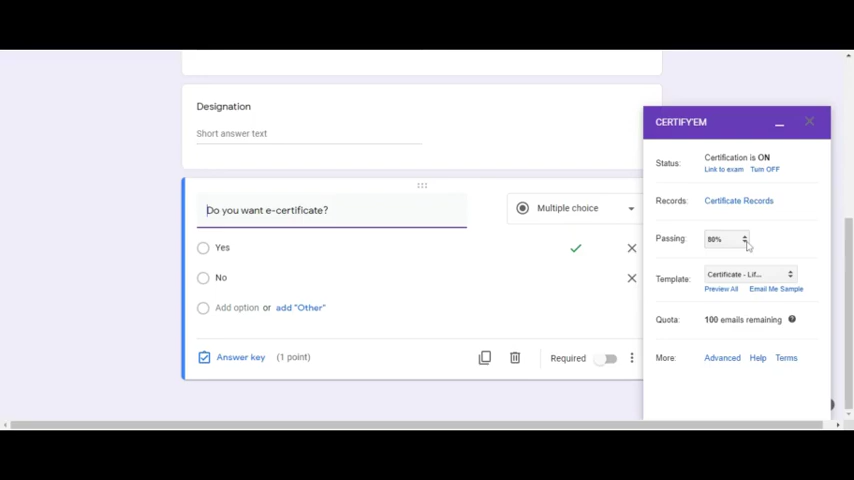 Designation
Short answer text
Do you want e-certificate?
Multiple choice
Yes
No
Add option or add "Other"
Answer key (1 point)
Required
CERTIFY'EM
Status: Certification is ON
Link to exam Turn OFF
Records: Certificate Records
Passing: 80%
Template: Certificate - Lif...
Preview All Email Me Sample
Quota: 100 emails remaining
More: Advanced Help Terms